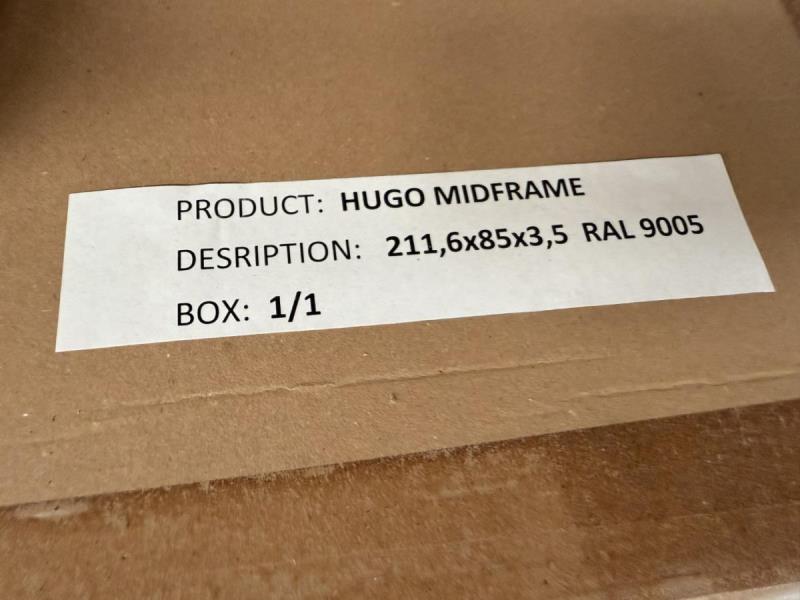 PRODUCT: HUGO MIDFRAME
DESRIPTION: 211,6x85x3,5 RAL 9005
BOX: 1/1